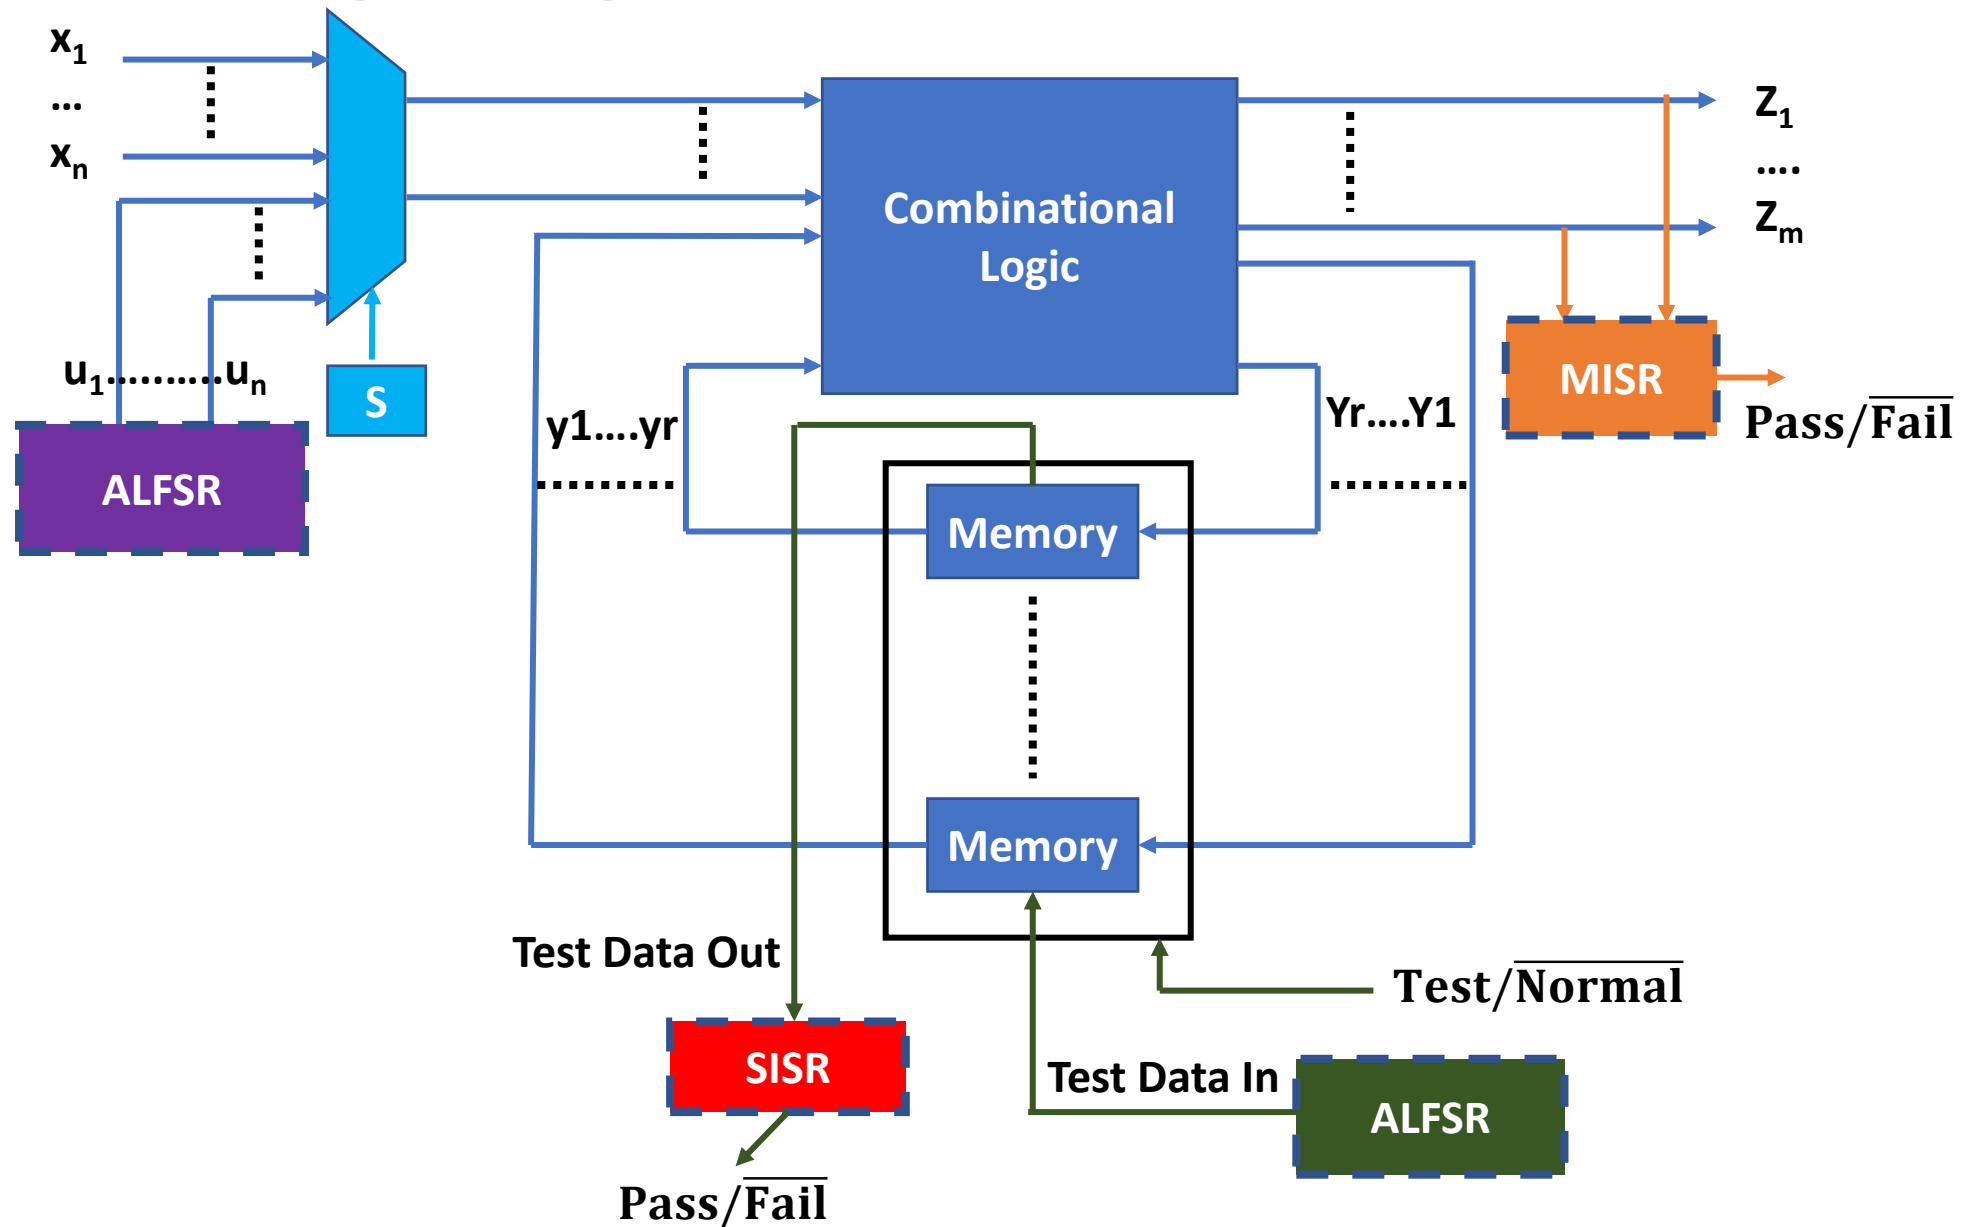 x1
...
xn
u1..........un
S
ALFSR
Combinational
Logic
Z1
....
Zm
MISR
Pass/Fail
y1....yr
Yr....Y1
Memory
Memory
Test Data Out
Test/Normal
SISR
Test Data In
ALFSR
Pass/Fail